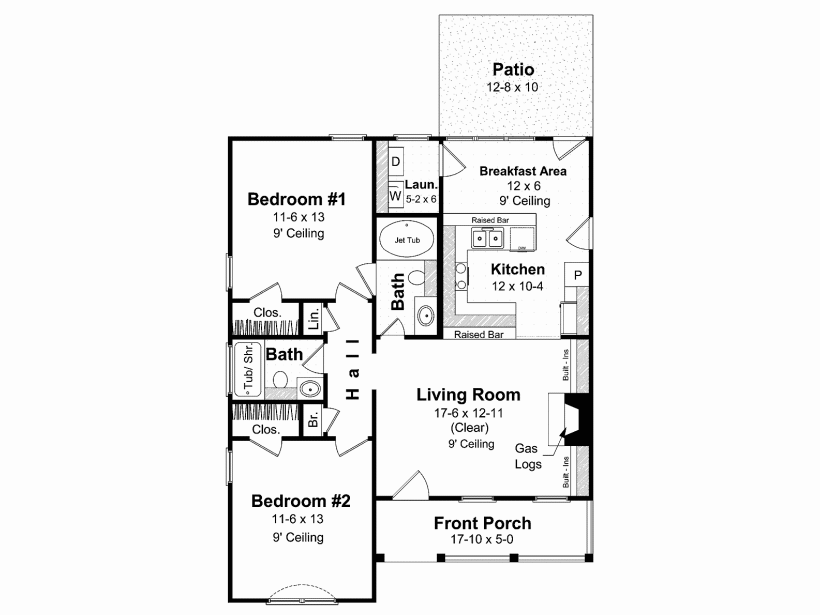 Patio
12-8 x 10
Bedroom #1
11-6 x 13
9' Ceiling
D
Laun.
W
5-2 x 6
Breakfast Area
12 x 6
9' Ceiling
Raised Bar
Jet Tub
Bath
Kitchen
12 x 10-4
P
Raised Bar
Clos.
Lin.
Tub/ Shr.
Bath
Hall
Living Room
17-6 x 12-11
(Clear)
9' Ceiling
Built - Ins
Gas
Logs
Built - Ins
Clos.
Br.
Bedroom #2
11-6 x 13
9' Ceiling
Front Porch
17-10 x 5-0